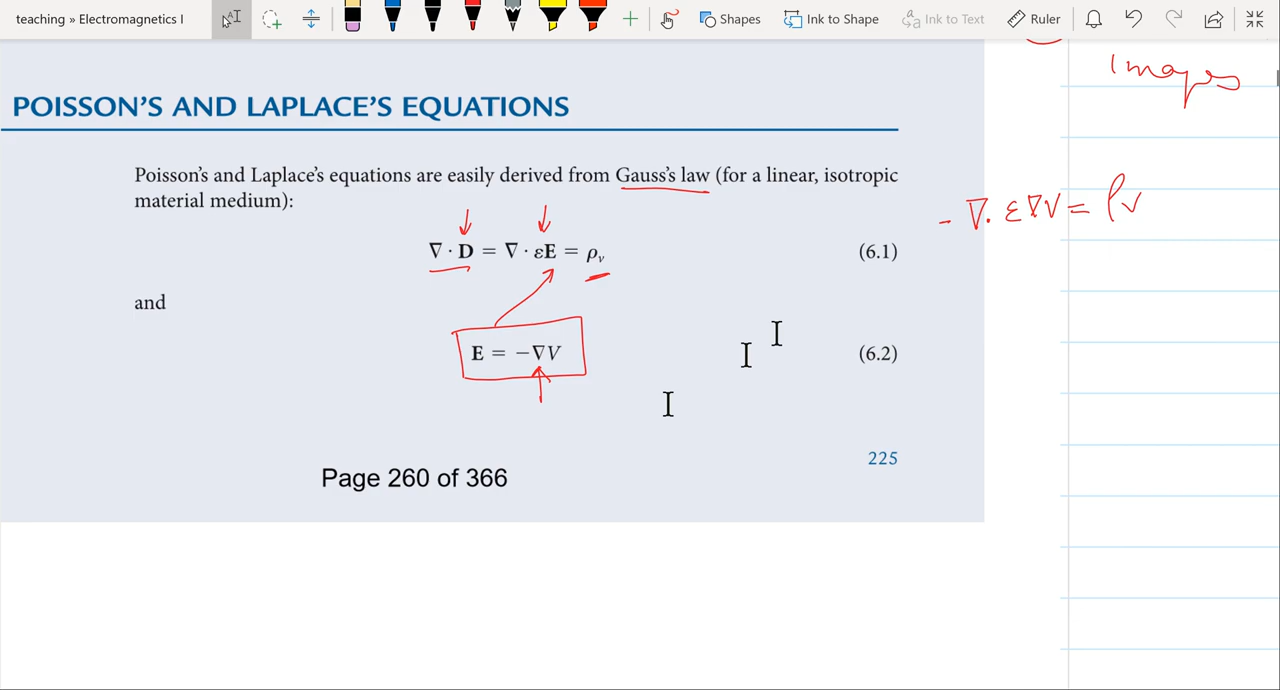 teaching » Electromagnetics I
Shapes
Ink to Shape
Ink to Text
Ruler
Images
POISSON'S AND LAPLACE'S EQUATIONS
Poisson's and Laplace's equations are easily derived from Gauss's law (for a linear, isotropic
material medium):
- ∇· ε∇V = ρv
∇ · D = ∇ · εE = ρᵥ (6.1)
and
E = −∇V (6.2)
225
Page 260 of 366